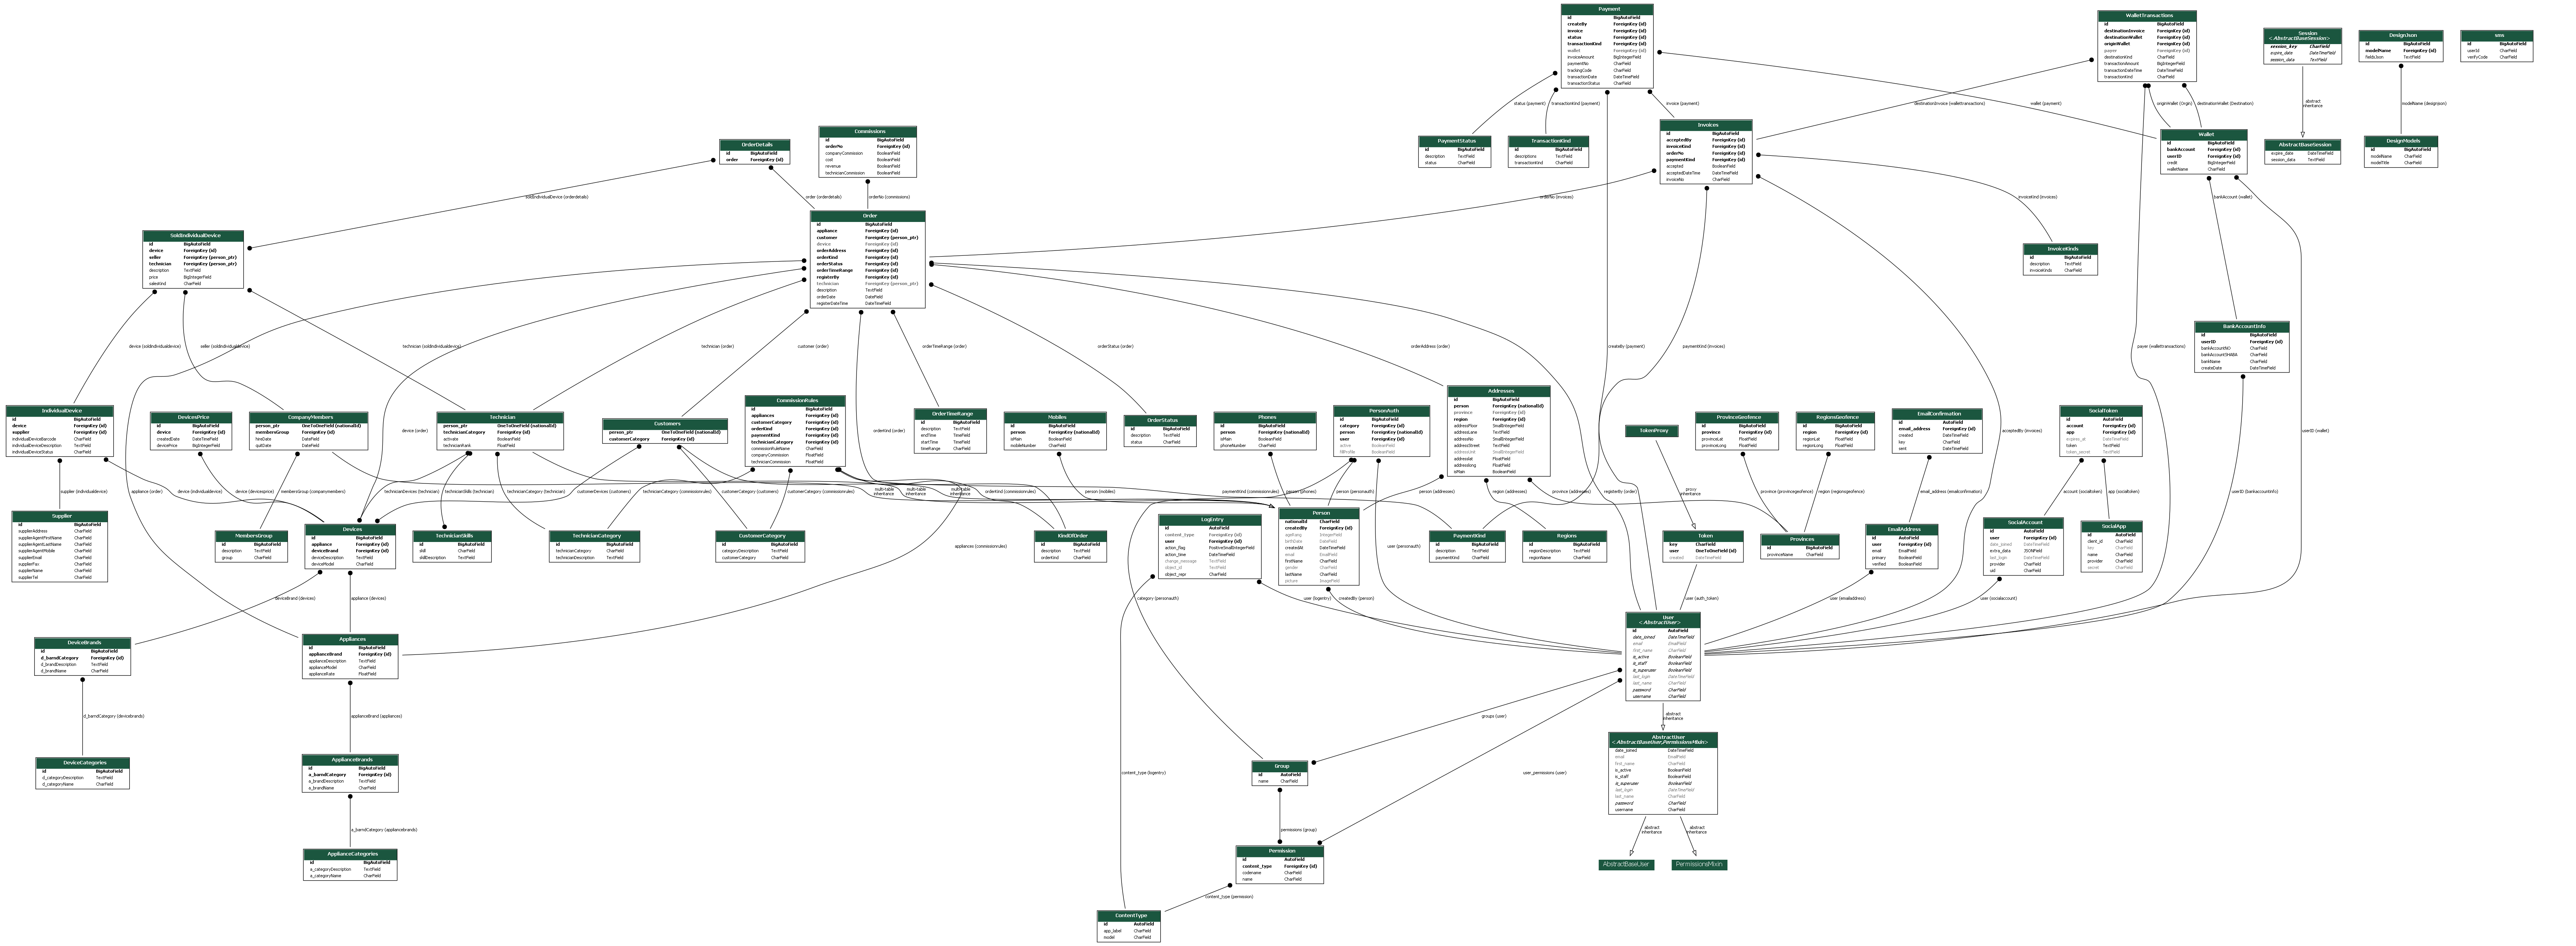 Payment
id BigAutoField
createBy ForeignKey (id)
invoice ForeignKey (id)
status ForeignKey (id)
transactionKind ForeignKey (id)
wallet ForeignKey (id)
invoiceAmount BigIntegerField
paymentNo CharField
trackingCode CharField
transactionDate DateTimeField
transactionStatus CharField
WalletTransactions
id BigAutoField
destinationInvoice ForeignKey (id)
destinationWallet ForeignKey (id)
originWallet ForeignKey (id)
payer ForeignKey (id)
destinationKind CharField
transactionAmount BigIntegerField
transactionDateTime DateTimeField
transactionKind CharField
Session
<AbstractBaseSession>
session_key CharField
expire_date DateTimeField
session_data TextField
DesignJson
id BigAutoField
modelName ForeignKey (id)
fieldsJson TextField
sms
id BigAutoField
userId CharField
verifyCode CharField
status (payment)
transactionKind (payment)
invoice (payment)
destinationInvoice (wallettransactions)
wallet (payment)
originWallet (Orgin)
destinationWallet (Destination)
abstract
inheritance
modelName (designjson)
OrderDetails
id BigAutoField
order ForeignKey (id)
Commissions
id BigAutoField
orderNo ForeignKey (id)
companyCommission BooleanField
cost BooleanField
revenue BooleanField
technicianCommission BooleanField
PaymentStatus
id BigAutoField
description TextField
status CharField
TransactionKind
id BigAutoField
descriptions TextField
transactionKind CharField
Invoices
id BigAutoField
acceptedBy ForeignKey (id)
invoiceKind ForeignKey (id)
orderNo ForeignKey (id)
paymentKind ForeignKey (id)
accepted BooleanField
acceptedDateTime DateTimeField
invoiceNo CharField
Wallet
id BigAutoField
bankAccount ForeignKey (id)
userID ForeignKey (id)
credit BigIntegerField
walletName CharField
AbstractBaseSession
expire_date DateTimeField
session_data TextField
DesignModels
id BigAutoField
modelName CharField
modelTitle CharField
soldIndividualDevice (orderdetails)
order (orderdetails)
orderNo (commissions)
orderNo (invoices)
invoiceKind (invoices)
bankAccount (wallet)
SoldIndividualDevice
id BigAutoField
device ForeignKey (id)
seller ForeignKey (person_ptr)
technician ForeignKey (person_ptr)
description TextField
price BigIntegerField
salesKind CharField
Order
id BigAutoField
appliance ForeignKey (id)
customer ForeignKey (person_ptr)
device ForeignKey (id)
orderAddress ForeignKey (id)
orderKind ForeignKey (id)
orderStatus ForeignKey (id)
orderTimeRange ForeignKey (id)
registerBy ForeignKey (id)
technician ForeignKey (person_ptr)
description TextField
orderDate DateField
registerDateTime DateTimeField
InvoiceKinds
id BigAutoField
description TextField
invoiceKinds CharField
BankAccountInfo
id BigAutoField
userID ForeignKey (id)
bankAccountNO CharField
bankAccountSHABA CharField
bankName CharField
createDate DateTimeField
device (soldindividualdevice)
seller (soldindividualdevice)
technician (soldindividualdevice)
technician (order)
customer (order)
orderTimeRange (order)
orderStatus (order)
orderAddress (order)
createBy (payment)
paymentKind (invoices)
payer (wallettransactions)
IndividualDevice
id BigAutoField
device ForeignKey (id)
supplier ForeignKey (id)
individualDeviceBarcode CharField
individualDeviceDescription TextField
individualDeviceStatus CharField
DevicesPrice
id BigAutoField
device ForeignKey (id)
createdDate DateTimeField
devicePrice BigIntegerField
CompanyMembers
person_ptr OneToOneField (nationalId)
membersGroup ForeignKey (id)
hireDate DateField
quitDate DateField
device (order)
Technician
person_ptr OneToOneField (nationalId)
technicianCategory ForeignKey (id)
activate BooleanField
technicianRank FloatField
Customers
person_ptr OneToOneField (nationalId)
customerCategory ForeignKey (id)
CommissionRules
id BigAutoField
appliances ForeignKey (id)
customerCategory ForeignKey (id)
orderKind ForeignKey (id)
paymentKind ForeignKey (id)
technicianCategory ForeignKey (id)
commissionRuleName CharField
companyCommission FloatField
technicianCommission FloatField
orderKind (order)
OrderTimeRange
id BigAutoField
description TextField
endTime TimeField
startTime TimeField
timeRange CharField
Mobiles
id BigAutoField
person ForeignKey (nationalId)
isMain BooleanField
mobileNumber CharField
OrderStatus
id BigAutoField
description TextField
status CharField
Phones
id BigAutoField
person ForeignKey (nationalId)
isMain BooleanField
phoneNumber CharField
PersonAuth
id BigAutoField
category ForeignKey (id)
person ForeignKey (nationalId)
user ForeignKey (id)
active BooleanField
fillProfile BooleanField
Addresses
id BigAutoField
person ForeignKey (nationalId)
province ForeignKey (id)
region ForeignKey (id)
addressFloor SmallIntegerField
addressLane TextField
addressNo SmallIntegerField
addressStreet TextField
addressUnit SmallIntegerField
addresslat FloatField
addresslong FloatField
isMain BooleanField
TokenProxy
ProvinceGeofence
id BigAutoField
province ForeignKey (id)
provinceLat FloatField
provinceLong FloatField
RegionsGeofence
id BigAutoField
region ForeignKey (id)
regionLat FloatField
regionLong FloatField
EmailConfirmation
id AutoField
email_address ForeignKey (id)
created DateTimeField
key CharField
sent DateTimeField
acceptedBy (invoices)
SocialToken
id AutoField
account ForeignKey (id)
app ForeignKey (id)
expires_at DateTimeField
token TextField
token_secret TextField
userID (wallet)
appliance (order)
supplier (individualdevice)
device (individualdevice)
device (devicesprice)
membersGroup (companymembers)
technicianDevices (technician)
technicianSkills (technician)
technicianCategory (technician)
customerDevices (customers)
technicianCategory (commissionrules)
customerCategory (customers)
customerCategory (commissionrules)
multi-table
inheritance
multi-table
inheritance
multi-table
inheritance
orderKind (commissionrules)
person (mobiles)
paymentKind (commissionrules)
person (phones)
person (personauth)
person (addresses)
region (addresses)
province (addresses)
registerBy (order)
proxy
inheritance
province (provincegeofence)
region (regionsgeofence)
email_address (emailconfirmation)
account (socialtoken)
app (socialtoken)
userID (bankaccountinfo)
Supplier
id BigAutoField
supplierAddress CharField
supplierAgentFirstName CharField
supplierAgentLastName CharField
supplierAgentMobile CharField
supplierEmail CharField
supplierFax CharField
supplierName CharField
supplierTel CharField
MembersGroup
id BigAutoField
description TextField
group CharField
Devices
id BigAutoField
appliance ForeignKey (id)
deviceBrand ForeignKey (id)
deviceDescription TextField
deviceModel CharField
TechnicianSkills
id BigAutoField
skill CharField
skillDescription TextField
TechnicianCategory
id BigAutoField
technicianCategory CharField
technicianDescription TextField
CustomerCategory
id BigAutoField
categoryDescription TextField
customerCategory CharField
appliances (commissionrules)
KindOfOrder
id BigAutoField
description TextField
orderKind CharField
LogEntry
id AutoField
content_type ForeignKey (id)
user ForeignKey (id)
action_flag PositiveSmallIntegerField
action_time DateTimeField
change_message TextField
object_id TextField
object_repr CharField
Person
nationalId CharField
createdBy ForeignKey (id)
ageRang IntegerField
birthDate DateField
createdAt DateTimeField
email EmailField
firstName CharField
gender CharField
lastName CharField
picture ImageField
user (personauth)
PaymentKind
id BigAutoField
description TextField
paymentKind CharField
Regions
id BigAutoField
regionDescription TextField
regionName CharField
Token
key CharField
user OneToOneField (id)
created DateTimeField
Provinces
id BigAutoField
provinceName CharField
EmailAddress
id AutoField
user ForeignKey (id)
email EmailField
primary BooleanField
verified BooleanField
SocialAccount
id AutoField
user ForeignKey (id)
date_joined DateTimeField
extra_data JSONField
last_login DateTimeField
provider CharField
uid CharField
SocialApp
id AutoField
client_id CharField
key CharField
name CharField
provider CharField
secret CharField
deviceBrand (devices)
appliance (devices)
category (personauth)
user (logentry)
createdBy (person)
user (auth_token)
user (emailaddress)
user (socialaccount)
DeviceBrands
id BigAutoField
d_barndCategory ForeignKey (id)
d_brandDescription TextField
d_brandName CharField
Appliances
id BigAutoField
applianceBrand ForeignKey (id)
applianceDescription TextField
applianceModel CharField
applianceRate FloatField
User
<AbstractUser>
id AutoField
date_joined DateTimeField
email EmailField
first_name CharField
is_active BooleanField
is_staff BooleanField
is_superuser BooleanField
last_login DateTimeField
last_name CharField
password CharField
username CharField
d_barndCategory (devicebrands)
applianceBrand (appliances)
groups (user)
abstract
inheritance
DeviceCategories
id BigAutoField
d_categoryDescription TextField
d_categoryName CharField
ApplianceBrands
id BigAutoField
a_barndCategory ForeignKey (id)
a_brandDescription TextField
a_brandName CharField
content_type (logentry)
Group
id AutoField
name CharField
user_permissions (user)
AbstractUser
<AbstractBaseUser,PermissionsMixin>
date_joined DateTimeField
email EmailField
first_name CharField
is_active BooleanField
is_staff BooleanField
is_superuser BooleanField
last_login DateTimeField
last_name CharField
password CharField
username CharField
a_barndCategory (appliancebrands)
permissions (group)
abstract
inheritance
abstract
inheritance
ApplianceCategories
id BigAutoField
a_categoryDescription TextField
a_categoryName CharField
Permission
id AutoField
content_type ForeignKey (id)
codename CharField
name CharField
AbstractBaseUser
PermissionsMixin
content_type (permission)
ContentType
id AutoField
app_label CharField
model CharField